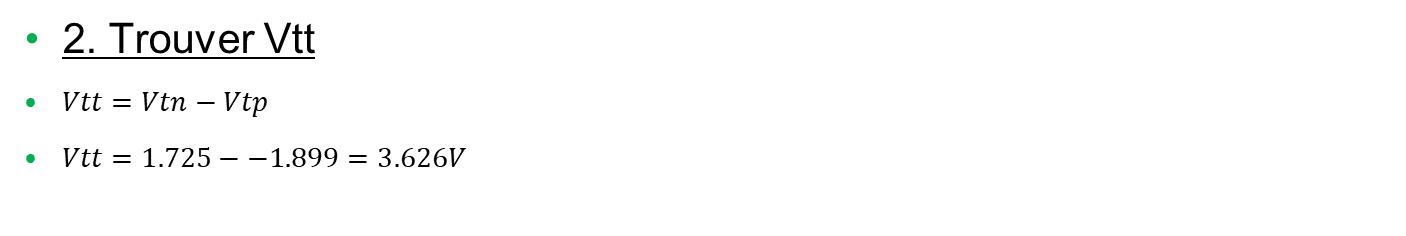 • 2. Trouver Vtt
• Vtt = Vtn − Vtp
• Vtt = 1.725 − −1.899 = 3.626V